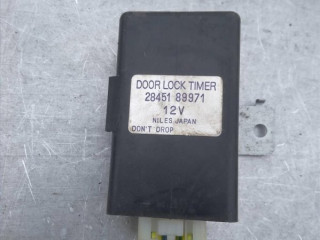 DOOR LOCK TIMER
28451 89971
12V
NILES JAPAN
DON'T DROP